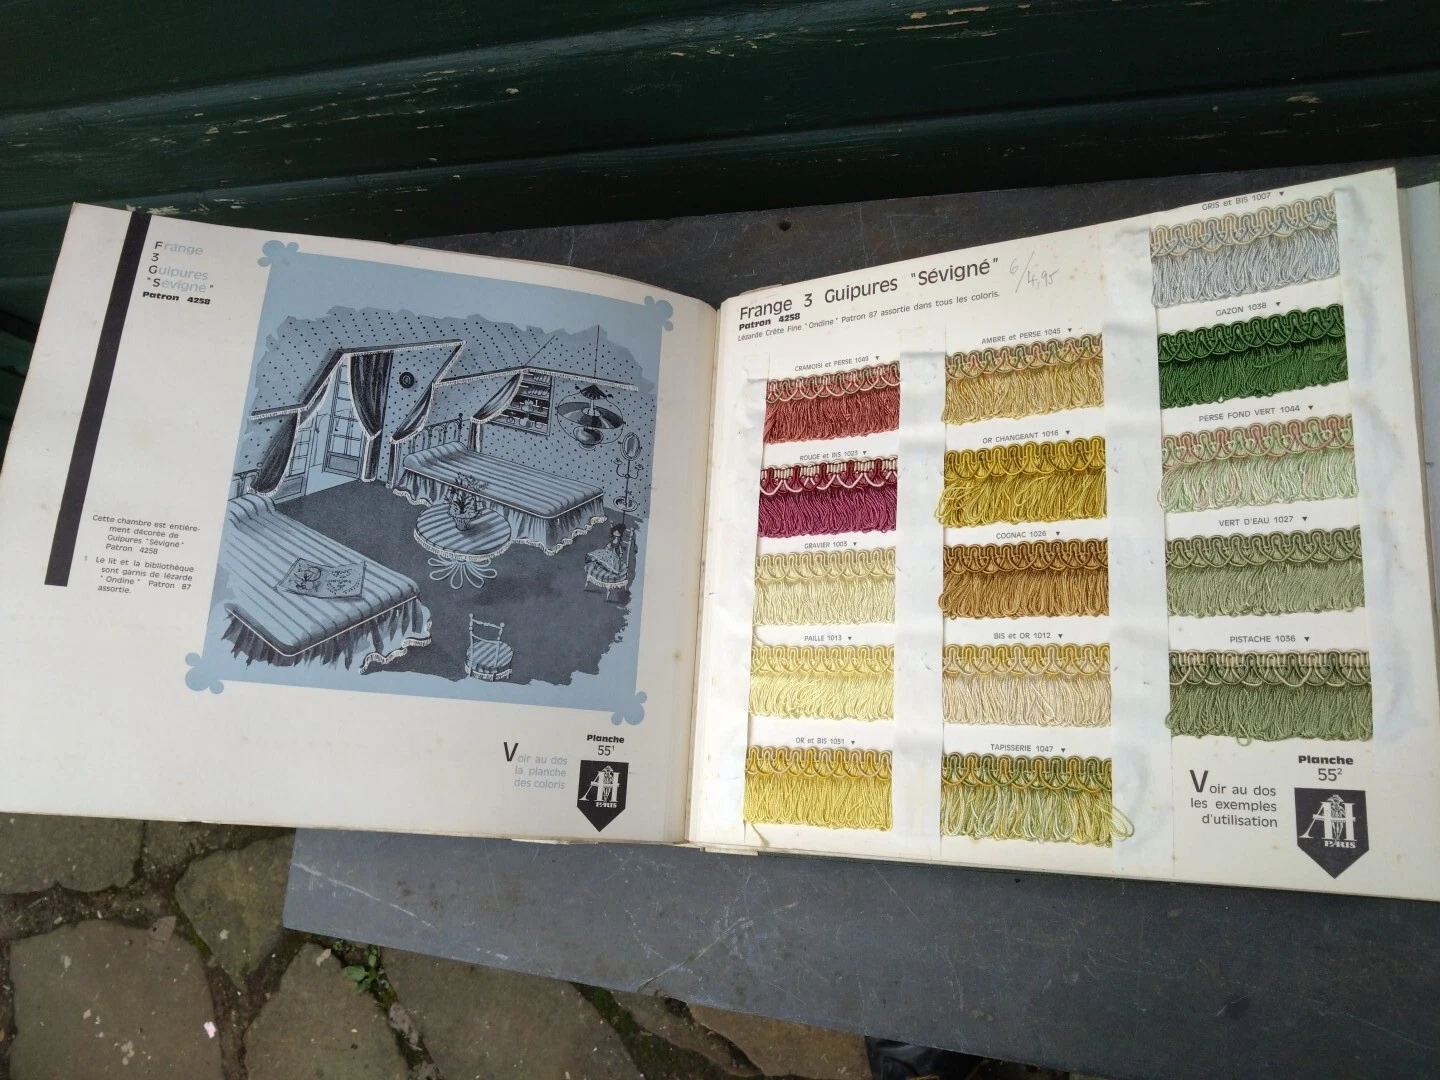 Frange
3
Guipures
"Sévigné"
Patron 4258
Cette chambre est entière-
ment décorée de
Guipures "Sévigné"
Patron 4258
Le lit et la bibliothèque
sont garnis de lézarde
"Ondine" Patron 87
assortie.
Voir au dos
la planche
des coloris
Planche
55¹
AH
PARIS
Frange 3 Guipures "Sévigné"
Patron 4258
Lézarde Crête Fine "Ondine" Patron 87 assortie dans tous les coloris.
6/4,95
CRAMOISI et PERSE 1049 ▼
ROUGE et BIS 1023 ▼
GRAVIER 1003 ▼
PAILLE 1013 ▼
OR et BIS 1051 ▼
AMBRE et PERSE 1045 ▼
OR CHANGEANT 1016 ▼
COGNAC 1026 ▼
BIS et OR 1012 ▼
TAPISSERIE 1047 ▼
GRIS et BIS 1007 ▼
GAZON 1038 ▼
PERSE FOND VERT 1044 ▼
VERT D'EAU 1027 ▼
PISTACHE 1036 ▼
Voir au dos
les exemples
d'utilisation
Planche
55²
AH
PARIS